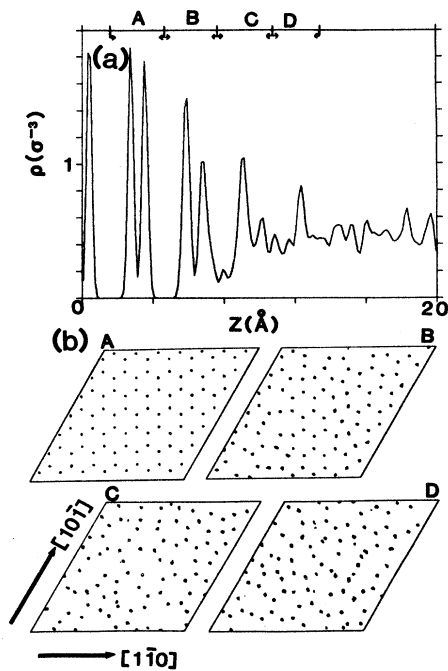 A B C D
(a)
ρ(σ⁻³)
1
0 20
Z(Å)
(b)
A B
C D
[101̄]
[11̄0]